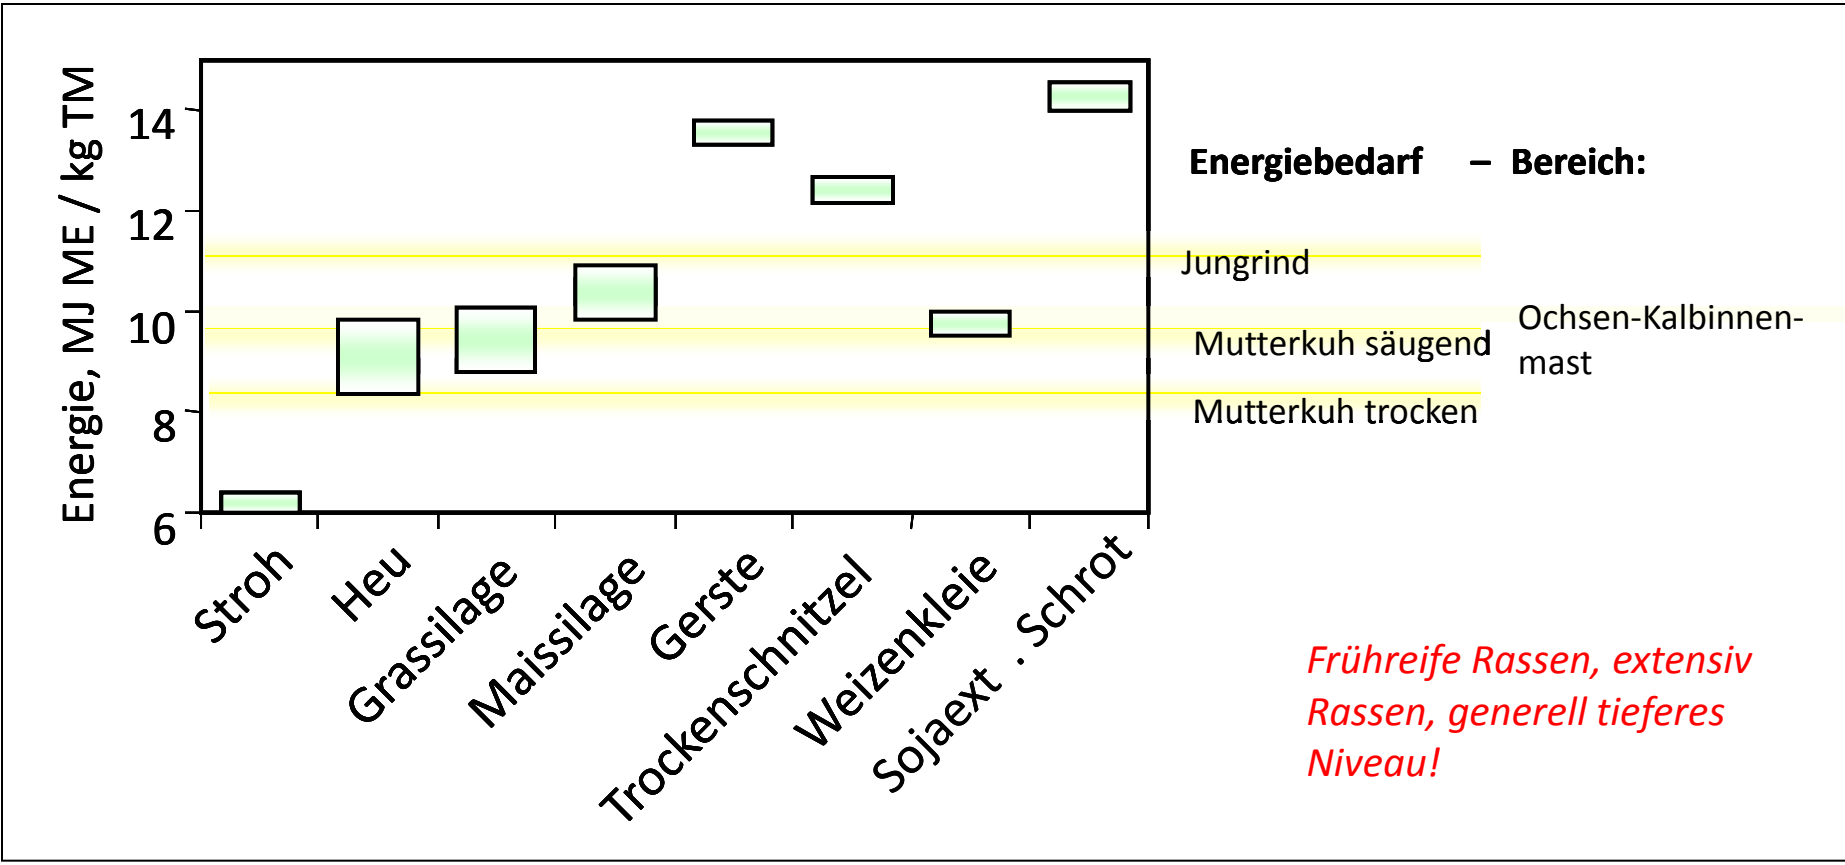 Energie, MJ ME / kg TM
14
12
10
8
6
Stroh
Heu
Grassilage
Maissilage
Gerste
Trockenschnitzel
Weizenkleie
Sojaext . Schrot
Energiebedarf – Bereich:
Jungrind
Mutterkuh säugend
Mutterkuh trocken
Ochsen-Kalbinnen-
mast
Frühreife Rassen, extensiv
Rassen, generell tieferes
Niveau!